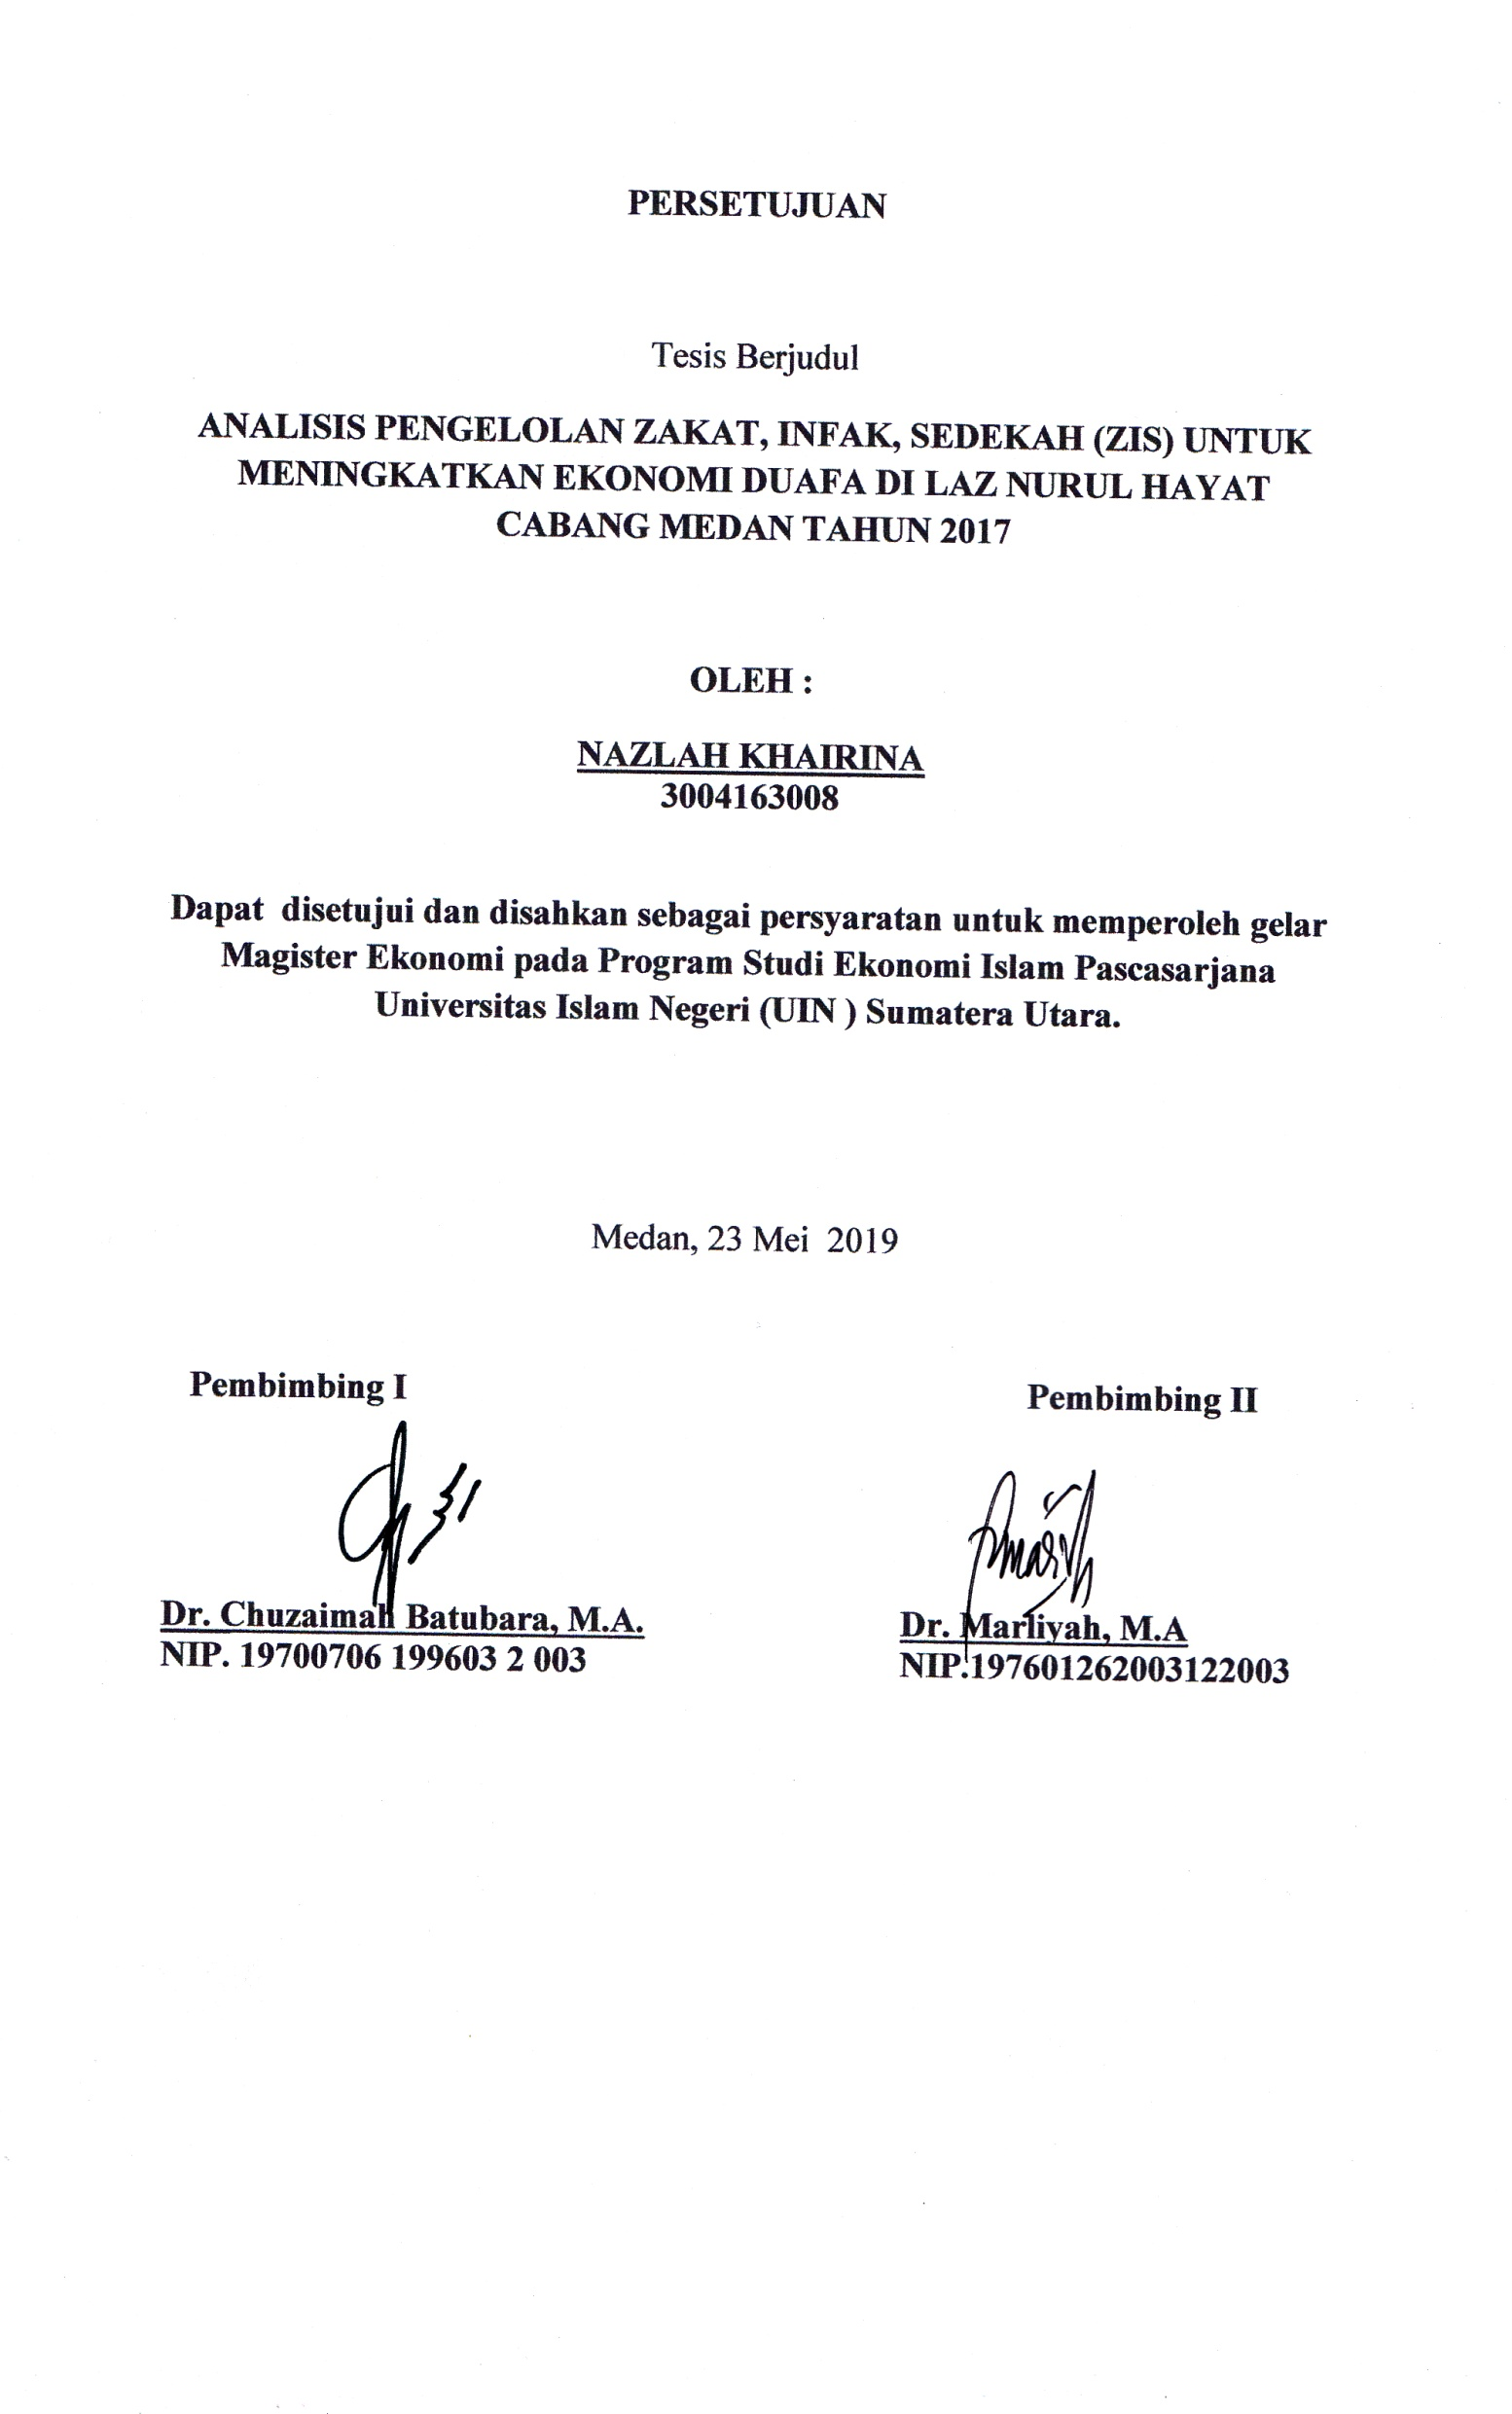 PERSETUJUAN
Tesis Berjudul
ANALISIS PENGELOLAN ZAKAT, INFAK, SEDEKAH (ZIS) UNTUK
MENINGKATKAN EKONOMI DUAFA DI LAZ NURUL HAYAT
CABANG MEDAN TAHUN 2017
OLEH :
NAZLAH KHAIRINA
3004163008
Dapat disetujui dan disahkan sebagai persyaratan untuk memperoleh gelar
Magister Ekonomi pada Program Studi Ekonomi Islam Pascasarjana
Universitas Islam Negeri (UIN ) Sumatera Utara.
Medan, 23 Mei 2019
Pembimbing I
Pembimbing II
Dr. Chuzaimah Batubara, M.A.
NIP. 19700706 199603 2 003
Dr. Marliyah, M.A
NIP.197601262003122003